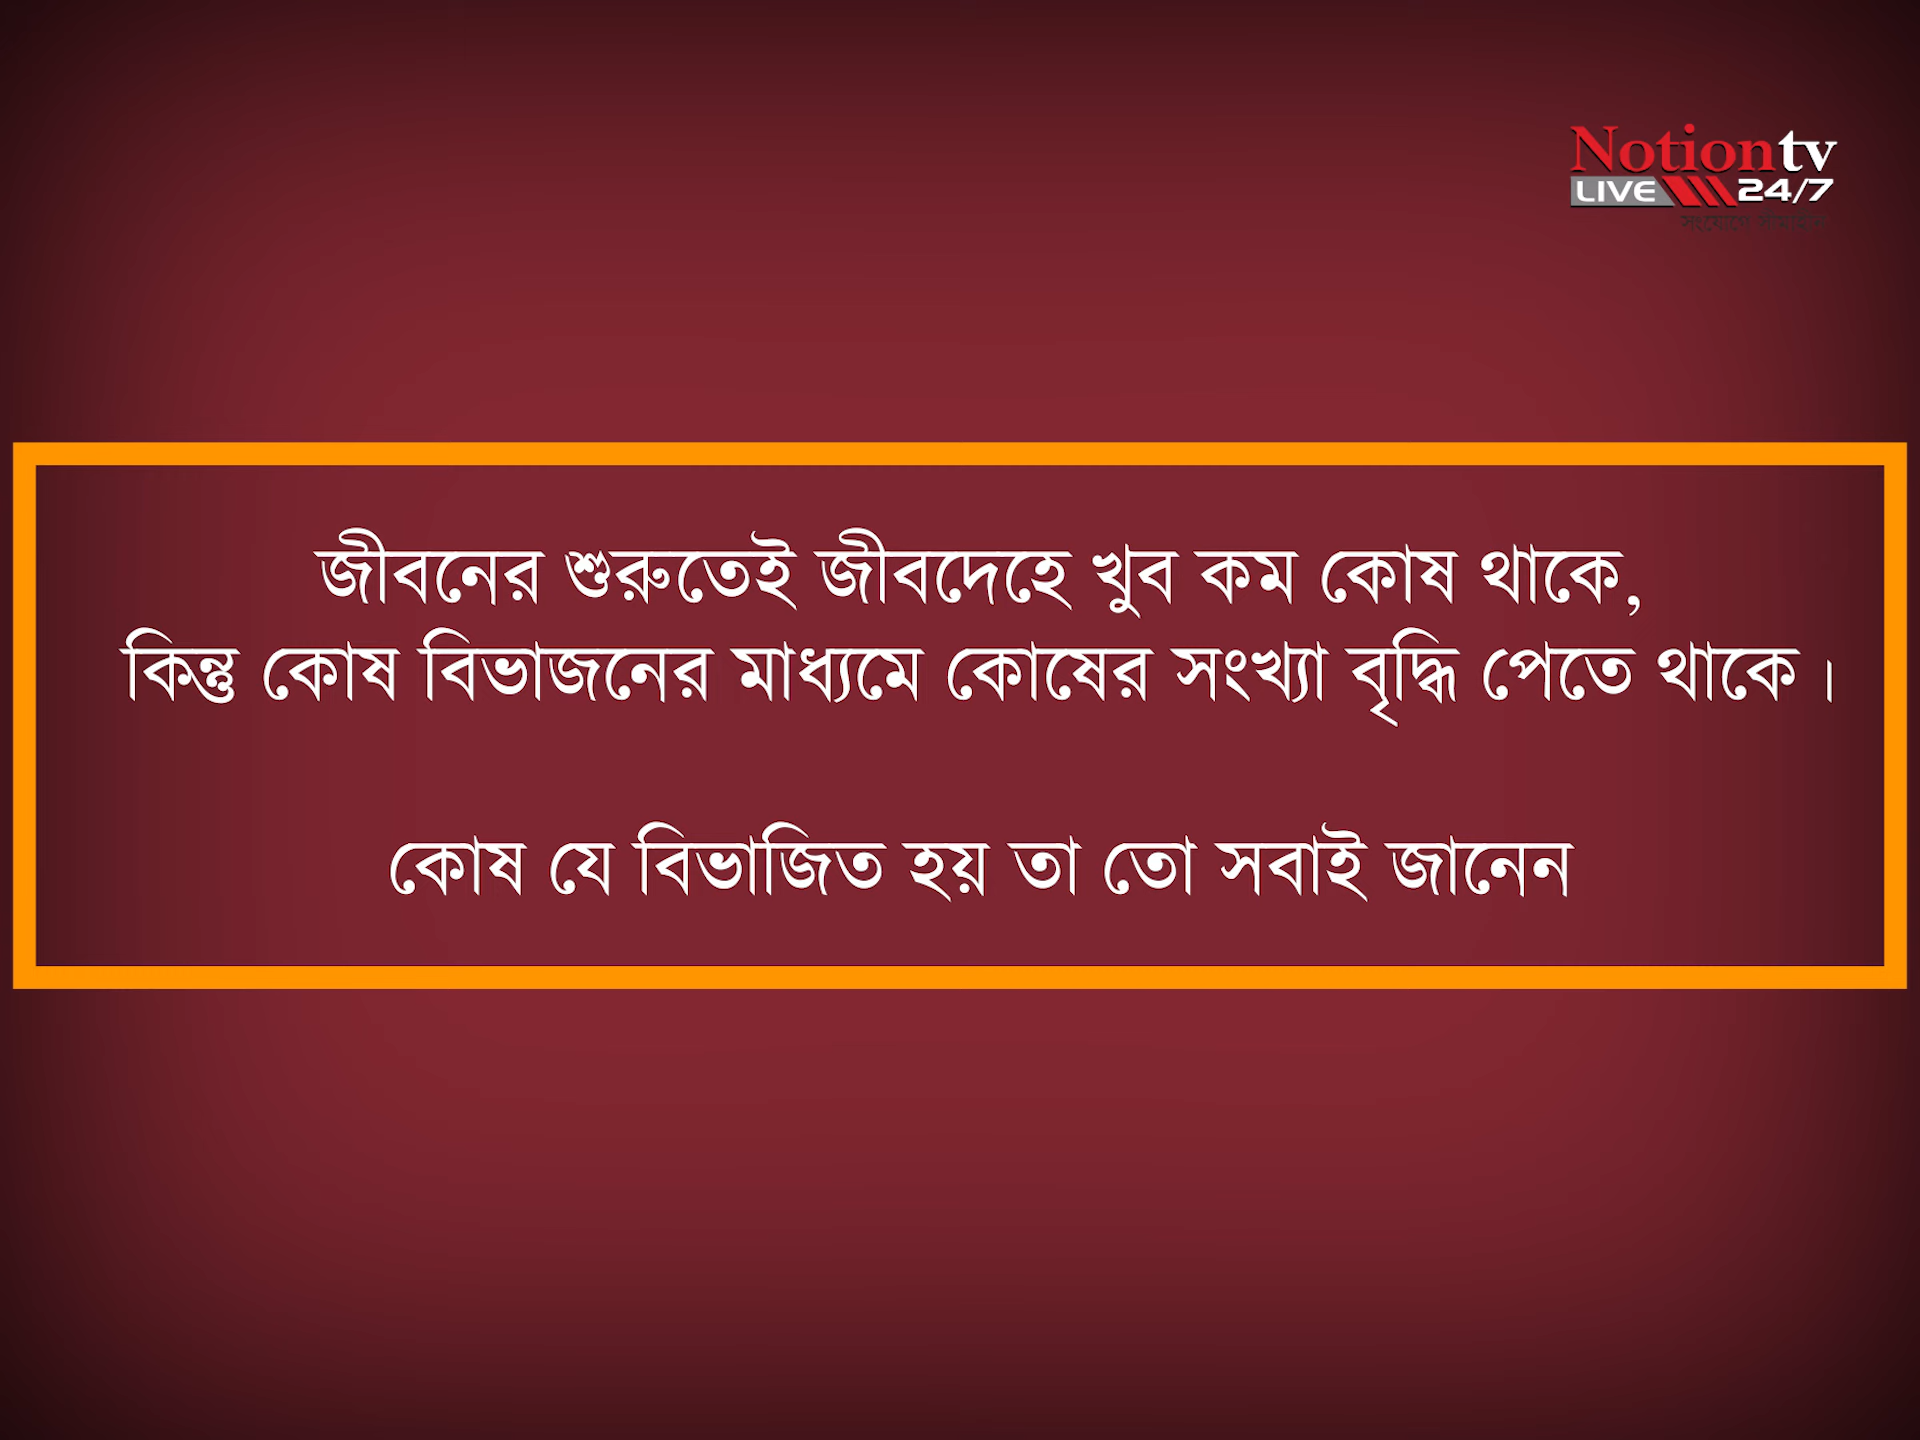 Notiontv
LIVE 24/7
জীবনের শুরুতেই জীবদেহে খুব কম কোষ থাকে,
কিন্তু কোষ বিভাজনের মাধ্যমে কোষের সংখ্যা বৃদ্ধি পেতে থাকে।
কোষ যে বিভাজিত হয় তা তো সবাই জানেন